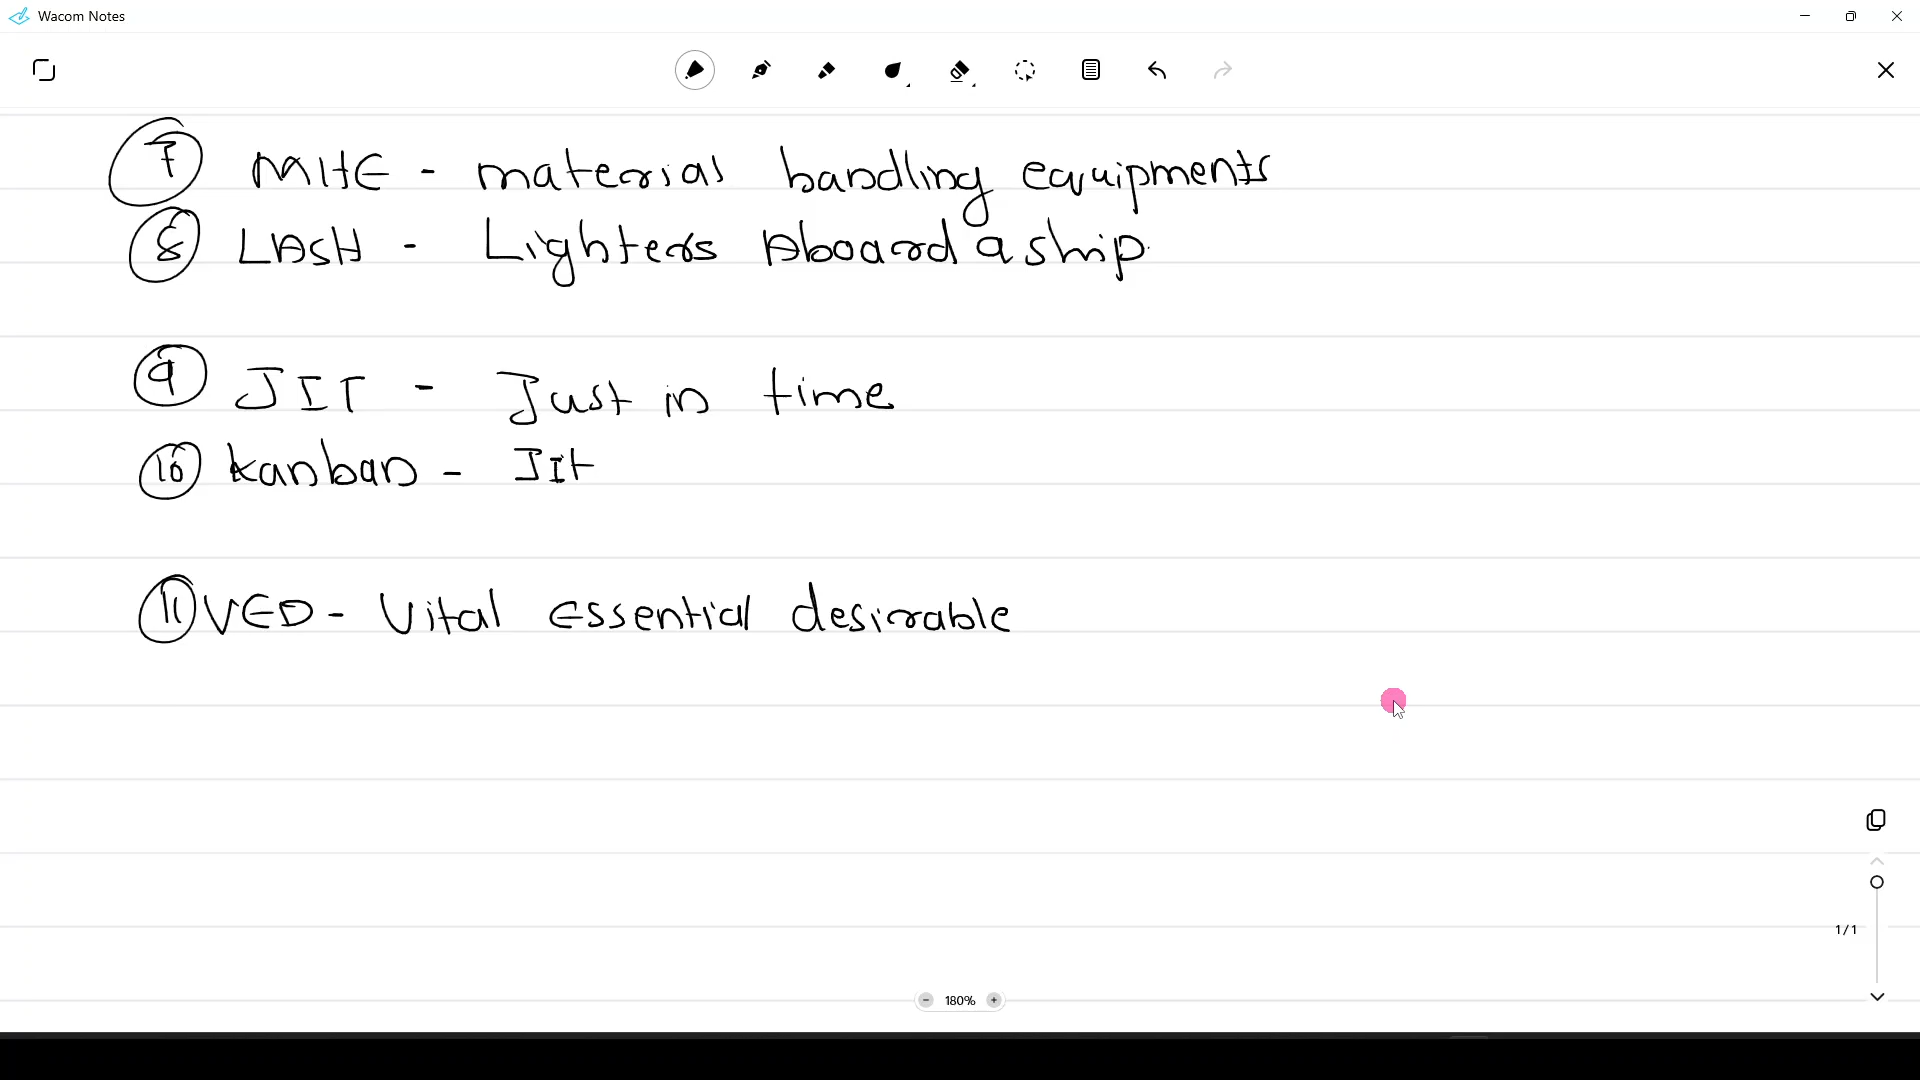 Wacom Notes
7 MHE - material handling equipments
8 LASH - Lighters Aboard a ship
9 JIT - Just in time
10 Kanban - JIT
11 VED - Vital essential desirable
1/1
180%